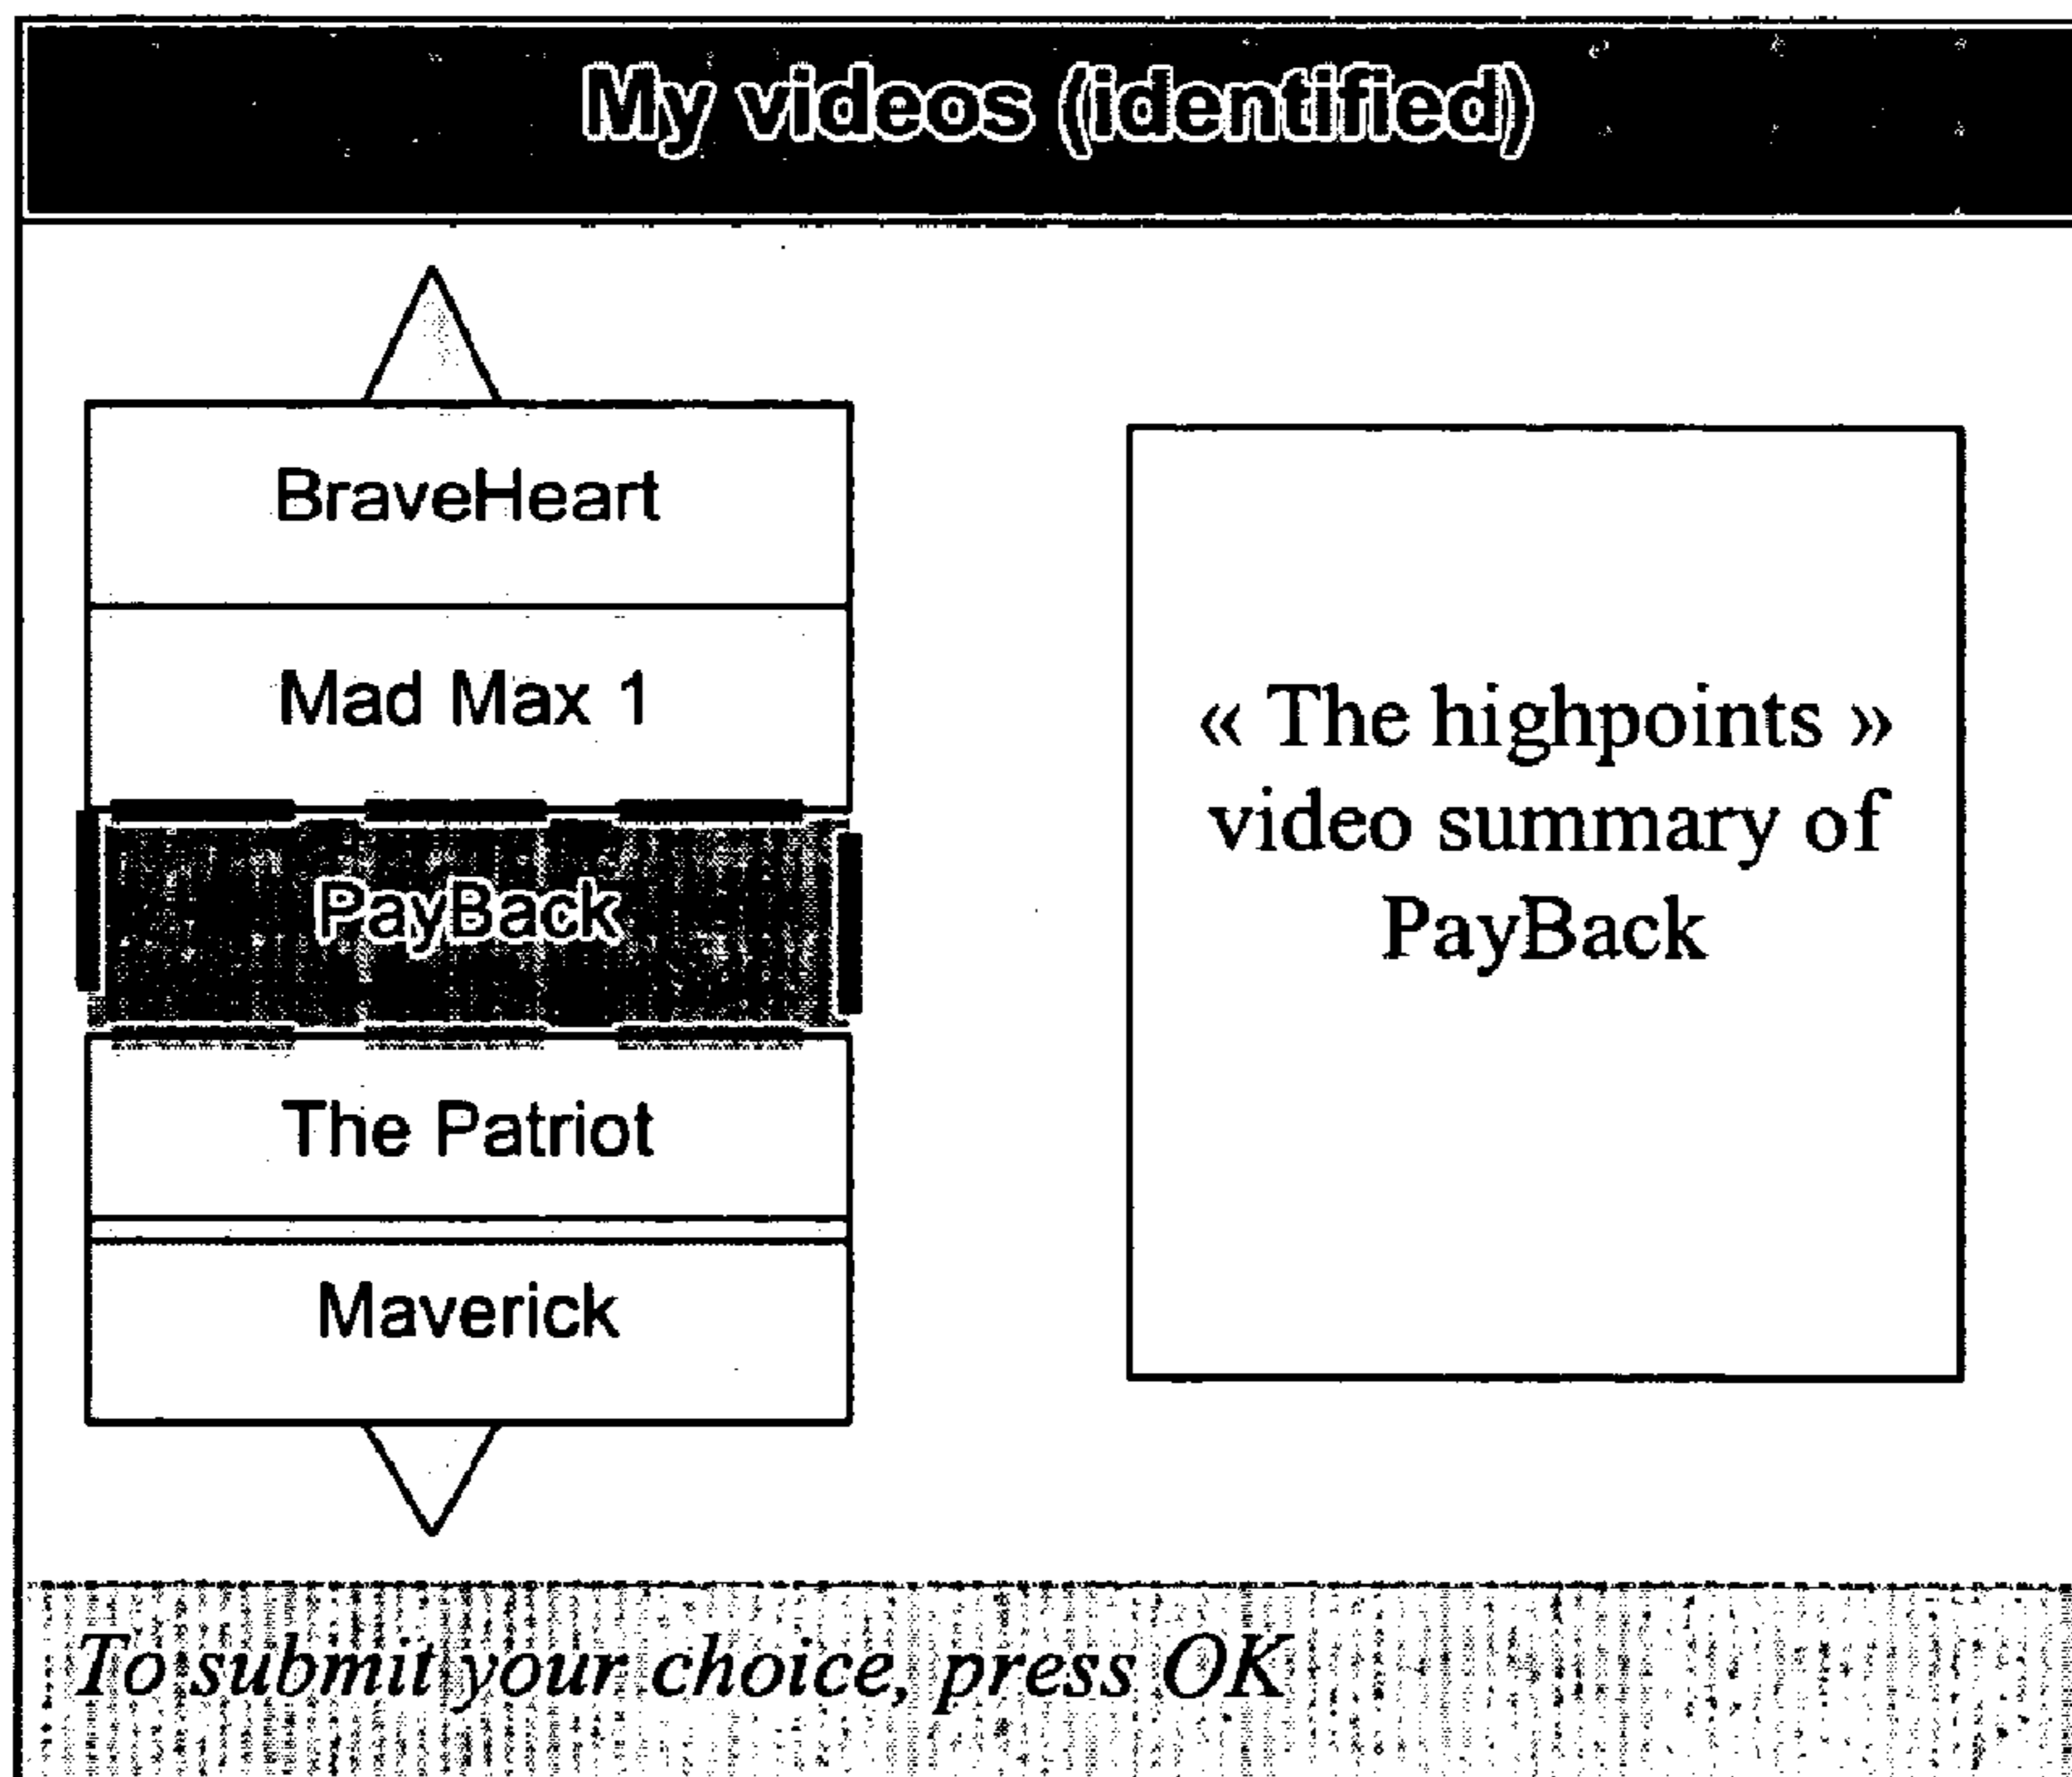 My videos (identified)
BraveHeart
Mad Max 1
PayBack
The Patriot
Maverick
« The highpoints »
video summary of
PayBack
To submit your choice, press OK